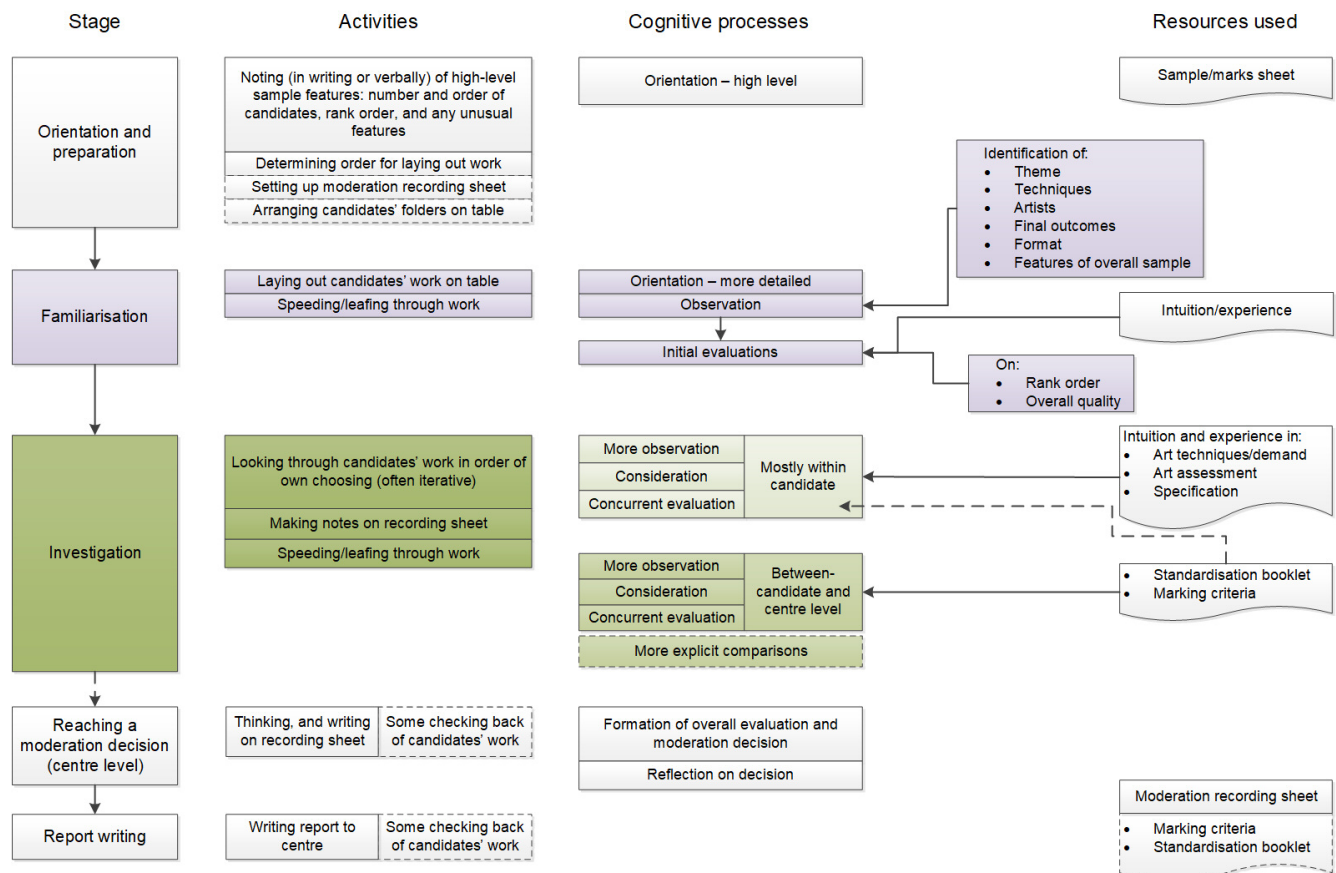 Stage
Activities
Cognitive processes
Resources used
Orientation and
preparation
Noting (in writing or verbally) of high-level
sample features: number and order of
candidates, rank order, and any unusual
features
Determining order for laying out work
Setting up moderation recording sheet
Arranging candidates' folders on table
Orientation – high level
Sample/marks sheet
Identification of:
• Theme
• Techniques
• Artists
• Final outcomes
• Format
• Features of overall sample
Familiarisation
Laying out candidates' work on table
Speeding/leafing through work
Orientation – more detailed
Observation
Initial evaluations
Intuition/experience
On:
• Rank order
• Overall quality
Investigation
Looking through candidates' work in order of
own choosing (often iterative)
Making notes on recording sheet
Speeding/leafing through work
More observation
Consideration
Concurrent evaluation
Mostly within
candidate
Intuition and experience in:
• Art techniques/demand
• Art assessment
• Specification
More observation
Consideration
Concurrent evaluation
Between-
candidate and
centre level
More explicit comparisons
• Standardisation booklet
• Marking criteria
Reaching a
moderation decision
(centre level)
Thinking, and writing
on recording sheet
Some checking back
of candidates' work
Formation of overall evaluation and
moderation decision
Reflection on decision
Report writing
Writing report to
centre
Some checking back
of candidates' work
Moderation recording sheet
• Marking criteria
• Standardisation booklet